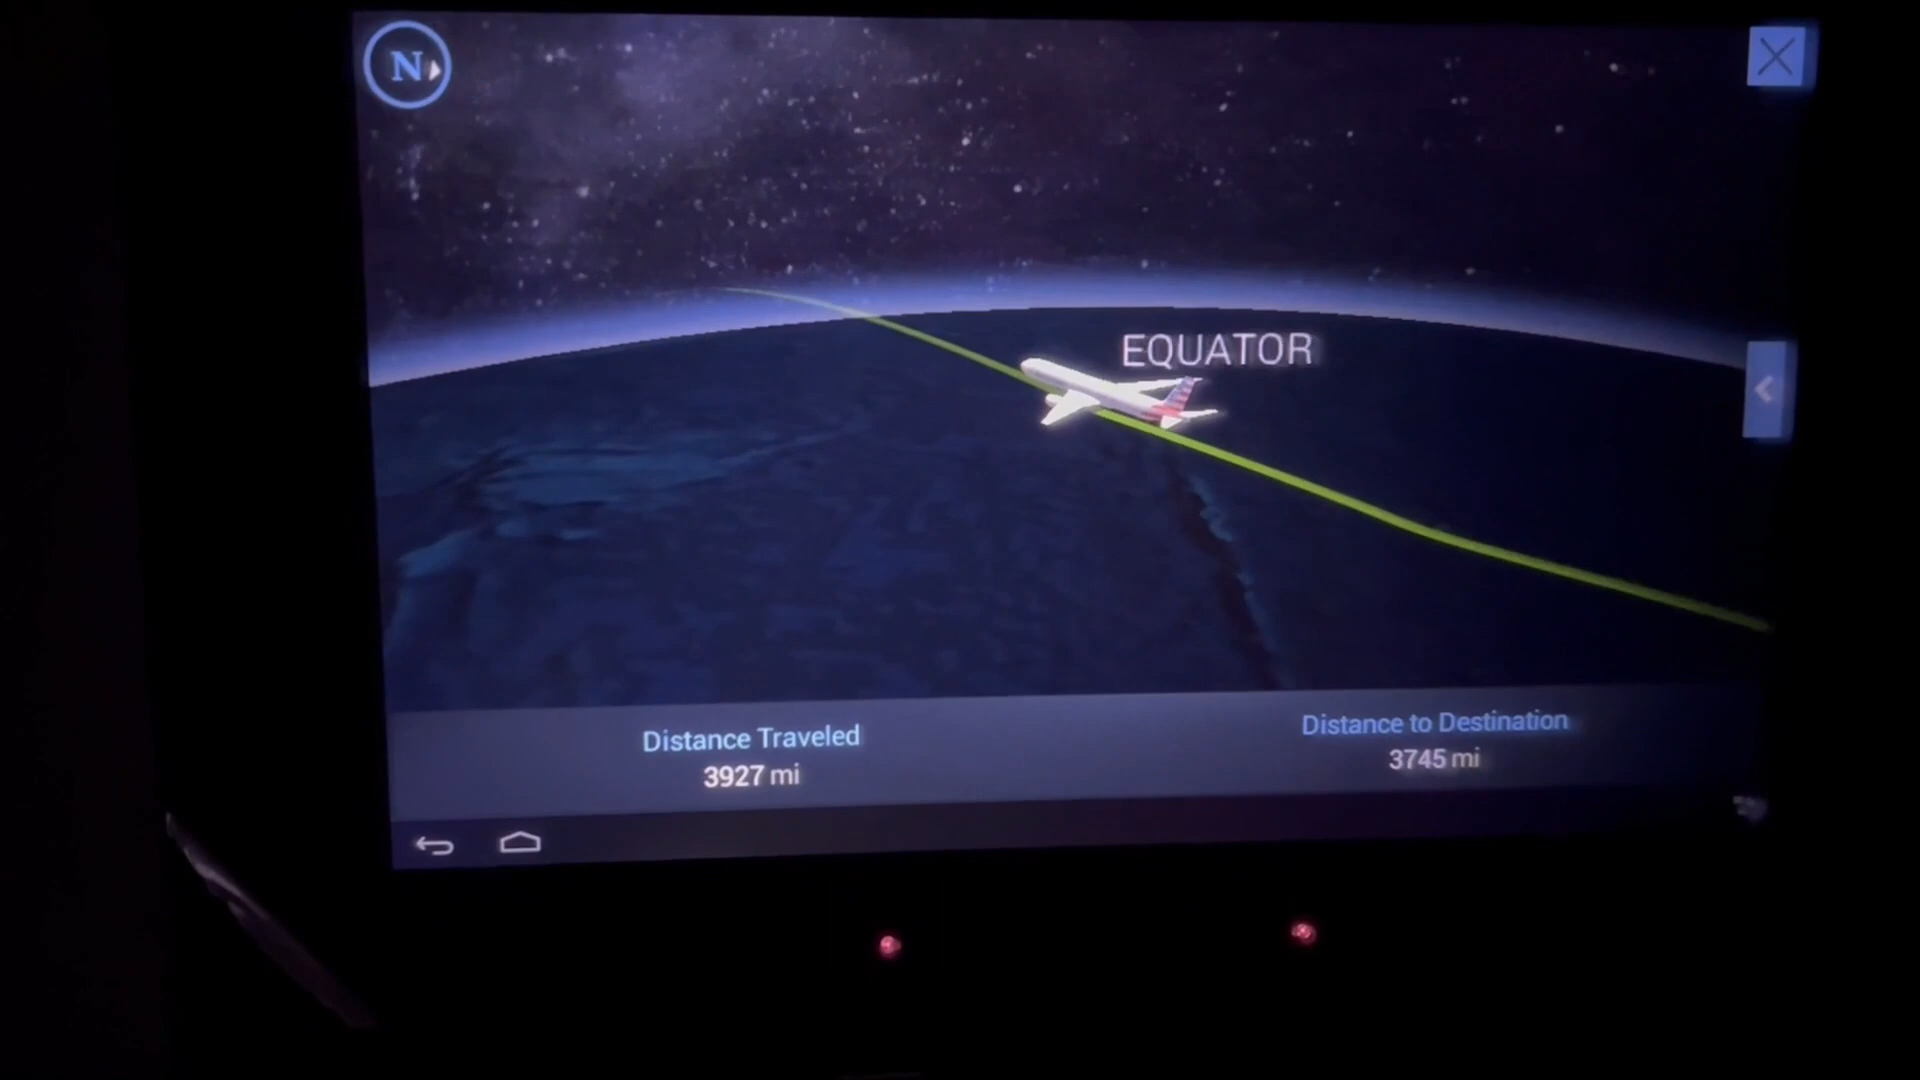 N
EQUATOR
Distance Traveled
3927 mi
Distance to Destination
3745 mi